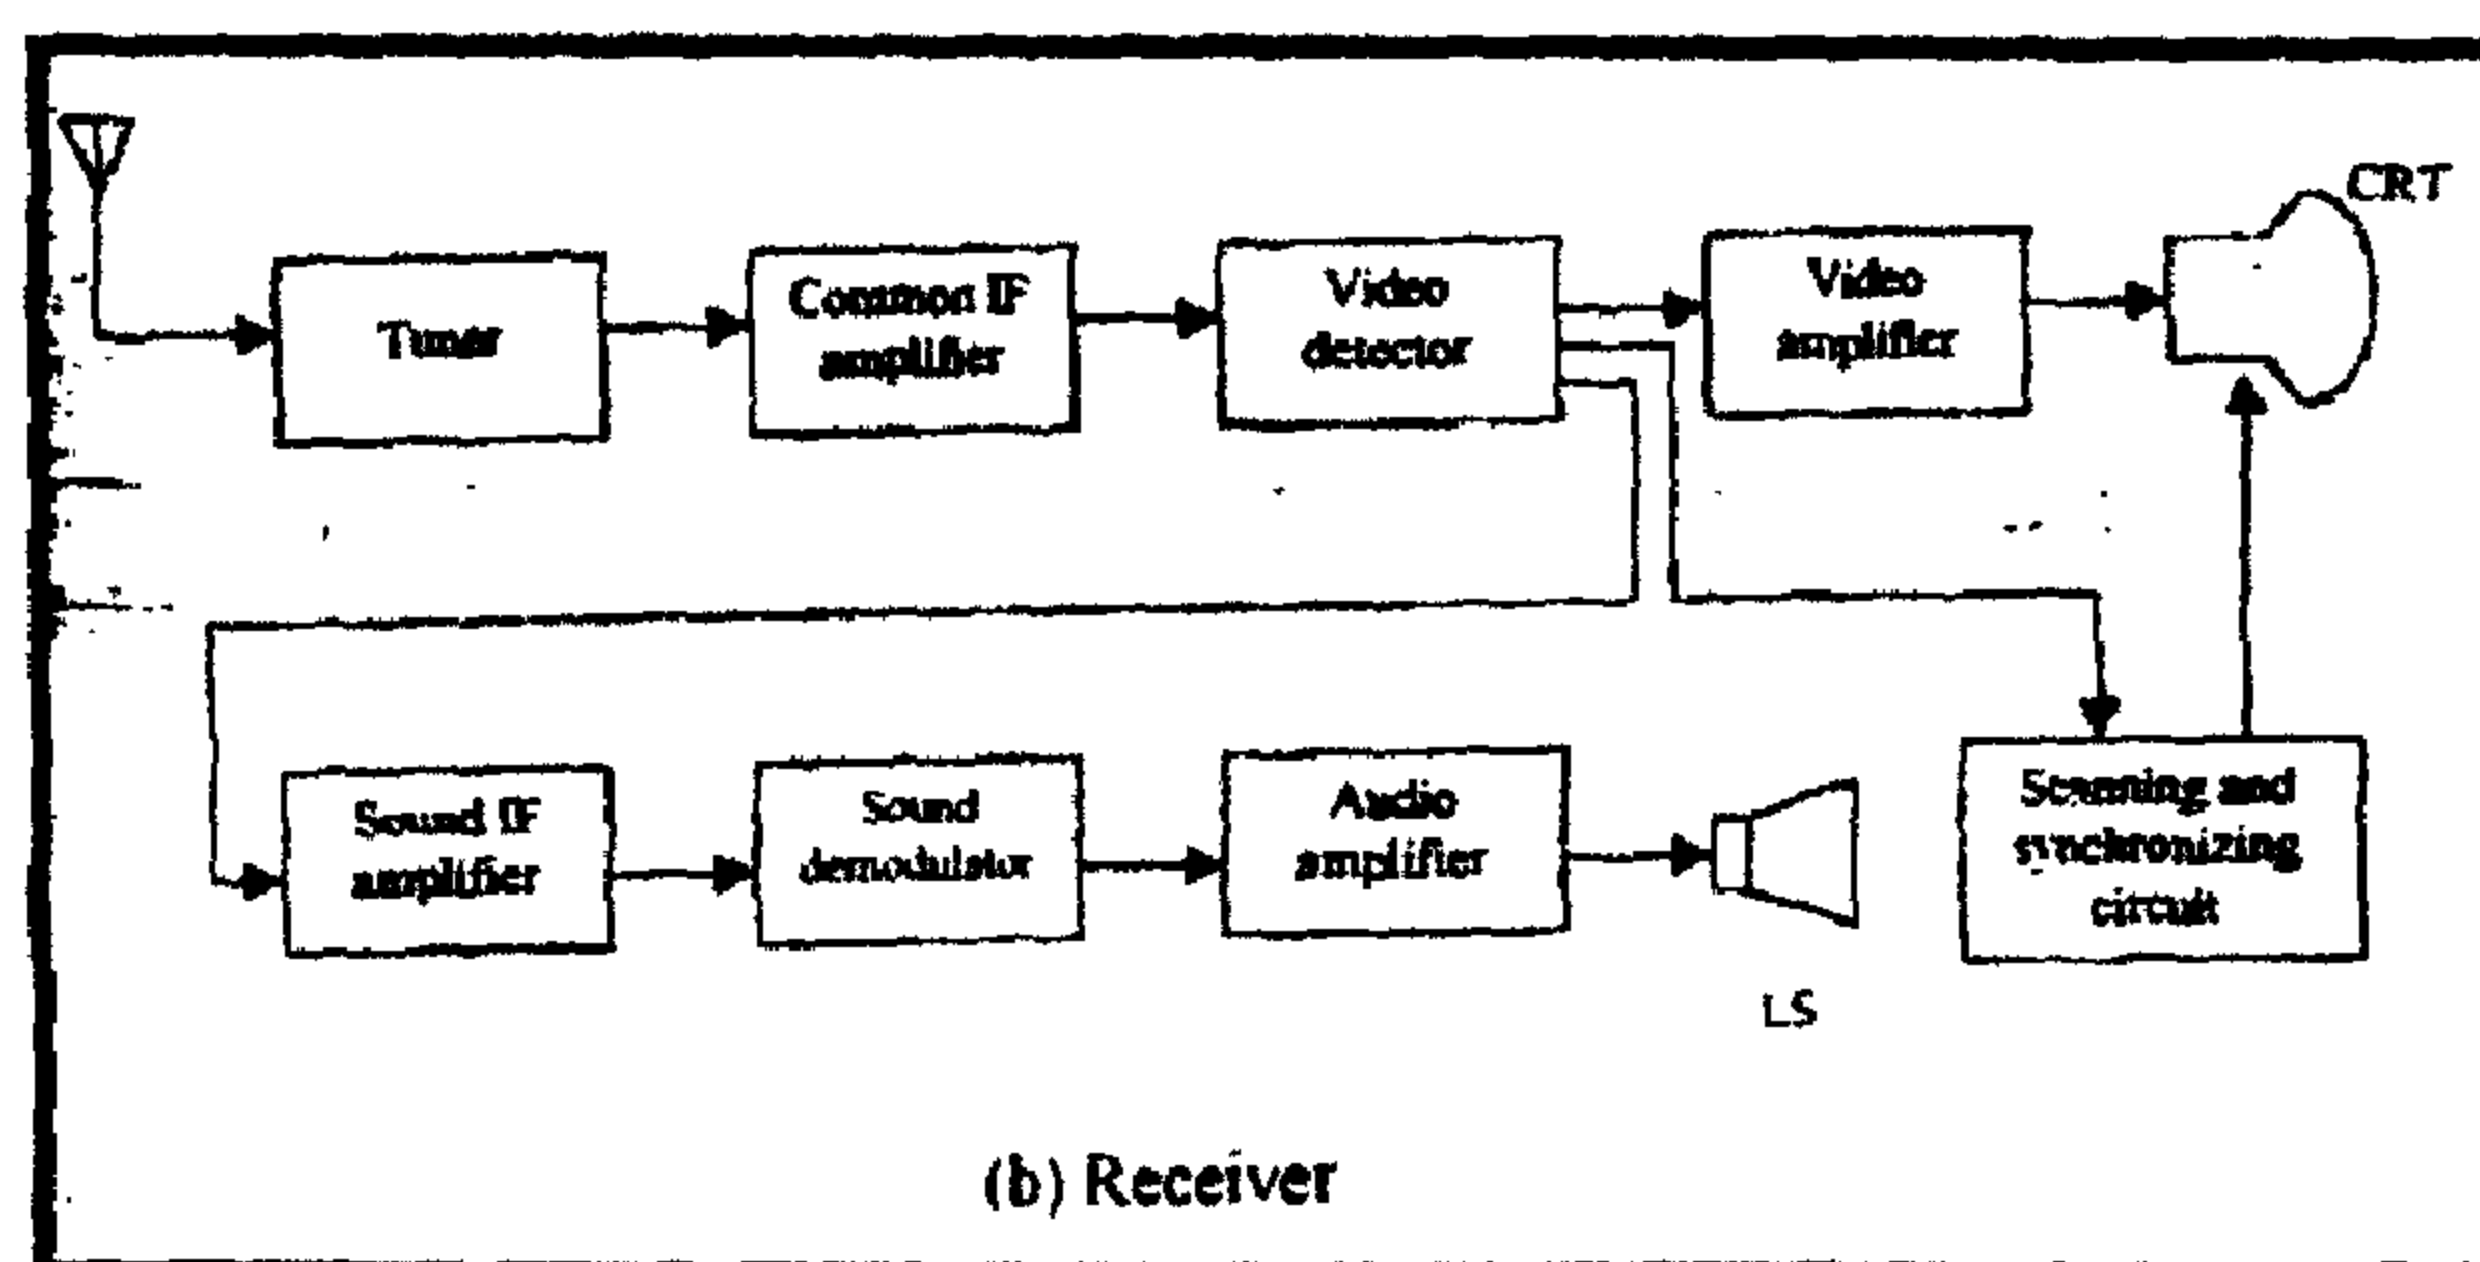 CRT
Tuner
Common IF
amplifier
Video
detector
Video
amplifier
Sound IF
amplifier
Sound
demodulator
Audio
amplifier
LS
Scanning and
synchronizing
circuit
(b) Receiver